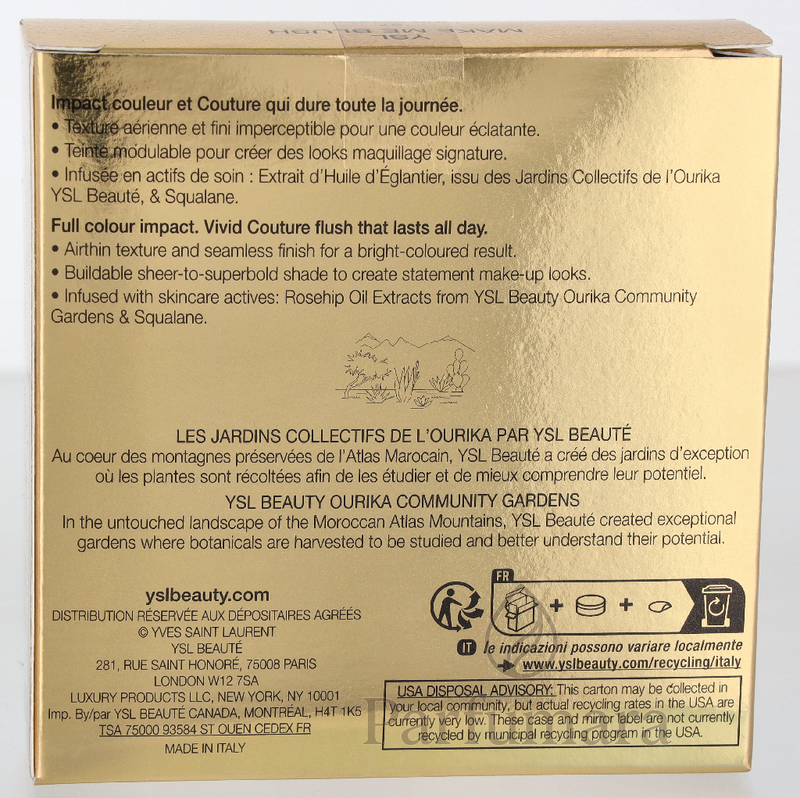 YSL
MAKE ME BLUSH
Impact couleur et Couture qui dure toute la journée.
• Texture aérienne et fini imperceptible pour une couleur éclatante.
• Teinte modulable pour créer des looks maquillage signature.
• Infusée en actifs de soin : Extrait d'Huile d'Églantier, issu des Jardins Collectifs de l'Ourika
YSL Beauté, & Squalane.
Full colour impact. Vivid Couture flush that lasts all day.
• Airthin texture and seamless finish for a bright-coloured result.
• Buildable sheer-to-superbold shade to create statement make-up looks.
• Infused with skincare actives: Rosehip Oil Extracts from YSL Beauty Ourika Community
Gardens & Squalane.
LES JARDINS COLLECTIFS DE L'OURIKA PAR YSL BEAUTÉ
Au coeur des montagnes préservées de l'Atlas Marocain, YSL Beauté a créé des jardins d'exception
où les plantes sont récoltées afin de les étudier et de mieux comprendre leur potentiel.
YSL BEAUTY OURIKA COMMUNITY GARDENS
In the untouched landscape of the Moroccan Atlas Mountains, YSL Beauté created exceptional
gardens where botanicals are harvested to be studied and better understand their potential.
yslbeauty.com
DISTRIBUTION RÉSERVÉE AUX DÉPOSITAIRES AGRÉÉS
© YVES SAINT LAURENT
YSL BEAUTÉ
281, RUE SAINT HONORÉ, 75008 PARIS
LONDON W12 7SA
LUXURY PRODUCTS LLC, NEW YORK, NY 10001
Imp. By/par YSL BEAUTÉ CANADA, MONTRÉAL, H4T 1K5
TSA 75000 93584 ST OUEN CEDEX FR
MADE IN ITALY
FR
+ +
IT le indicazioni possono variare localmente
www.yslbeauty.com/recycling/italy
USA DISPOSAL ADVISORY: This carton may be collected in
your local community, but actual recycling rates in the USA are
currently very low. These case and mirror label are not currently
recycled by municipal recycling program in the USA.
Parfumara